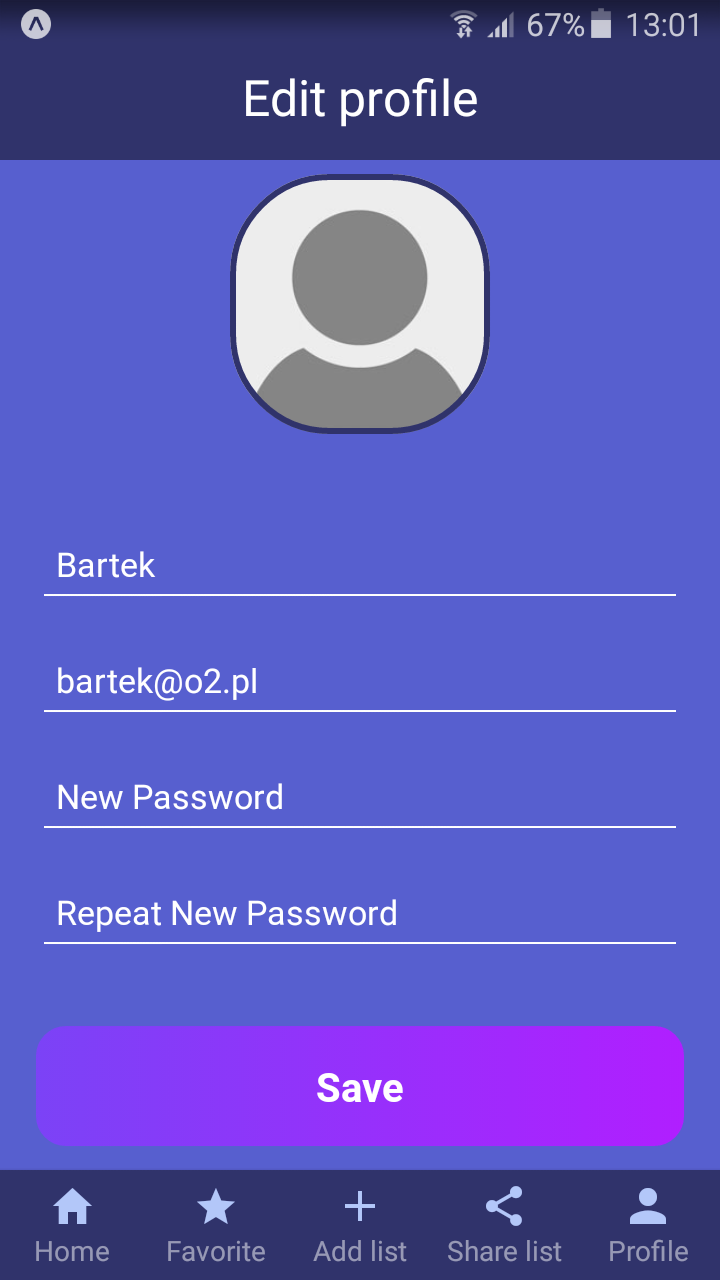 67% 13:01
Edit profile
Bartek
bartek@o2.pl
New Password
Repeat New Password
Save
Home Favorite Add list Share list Profile